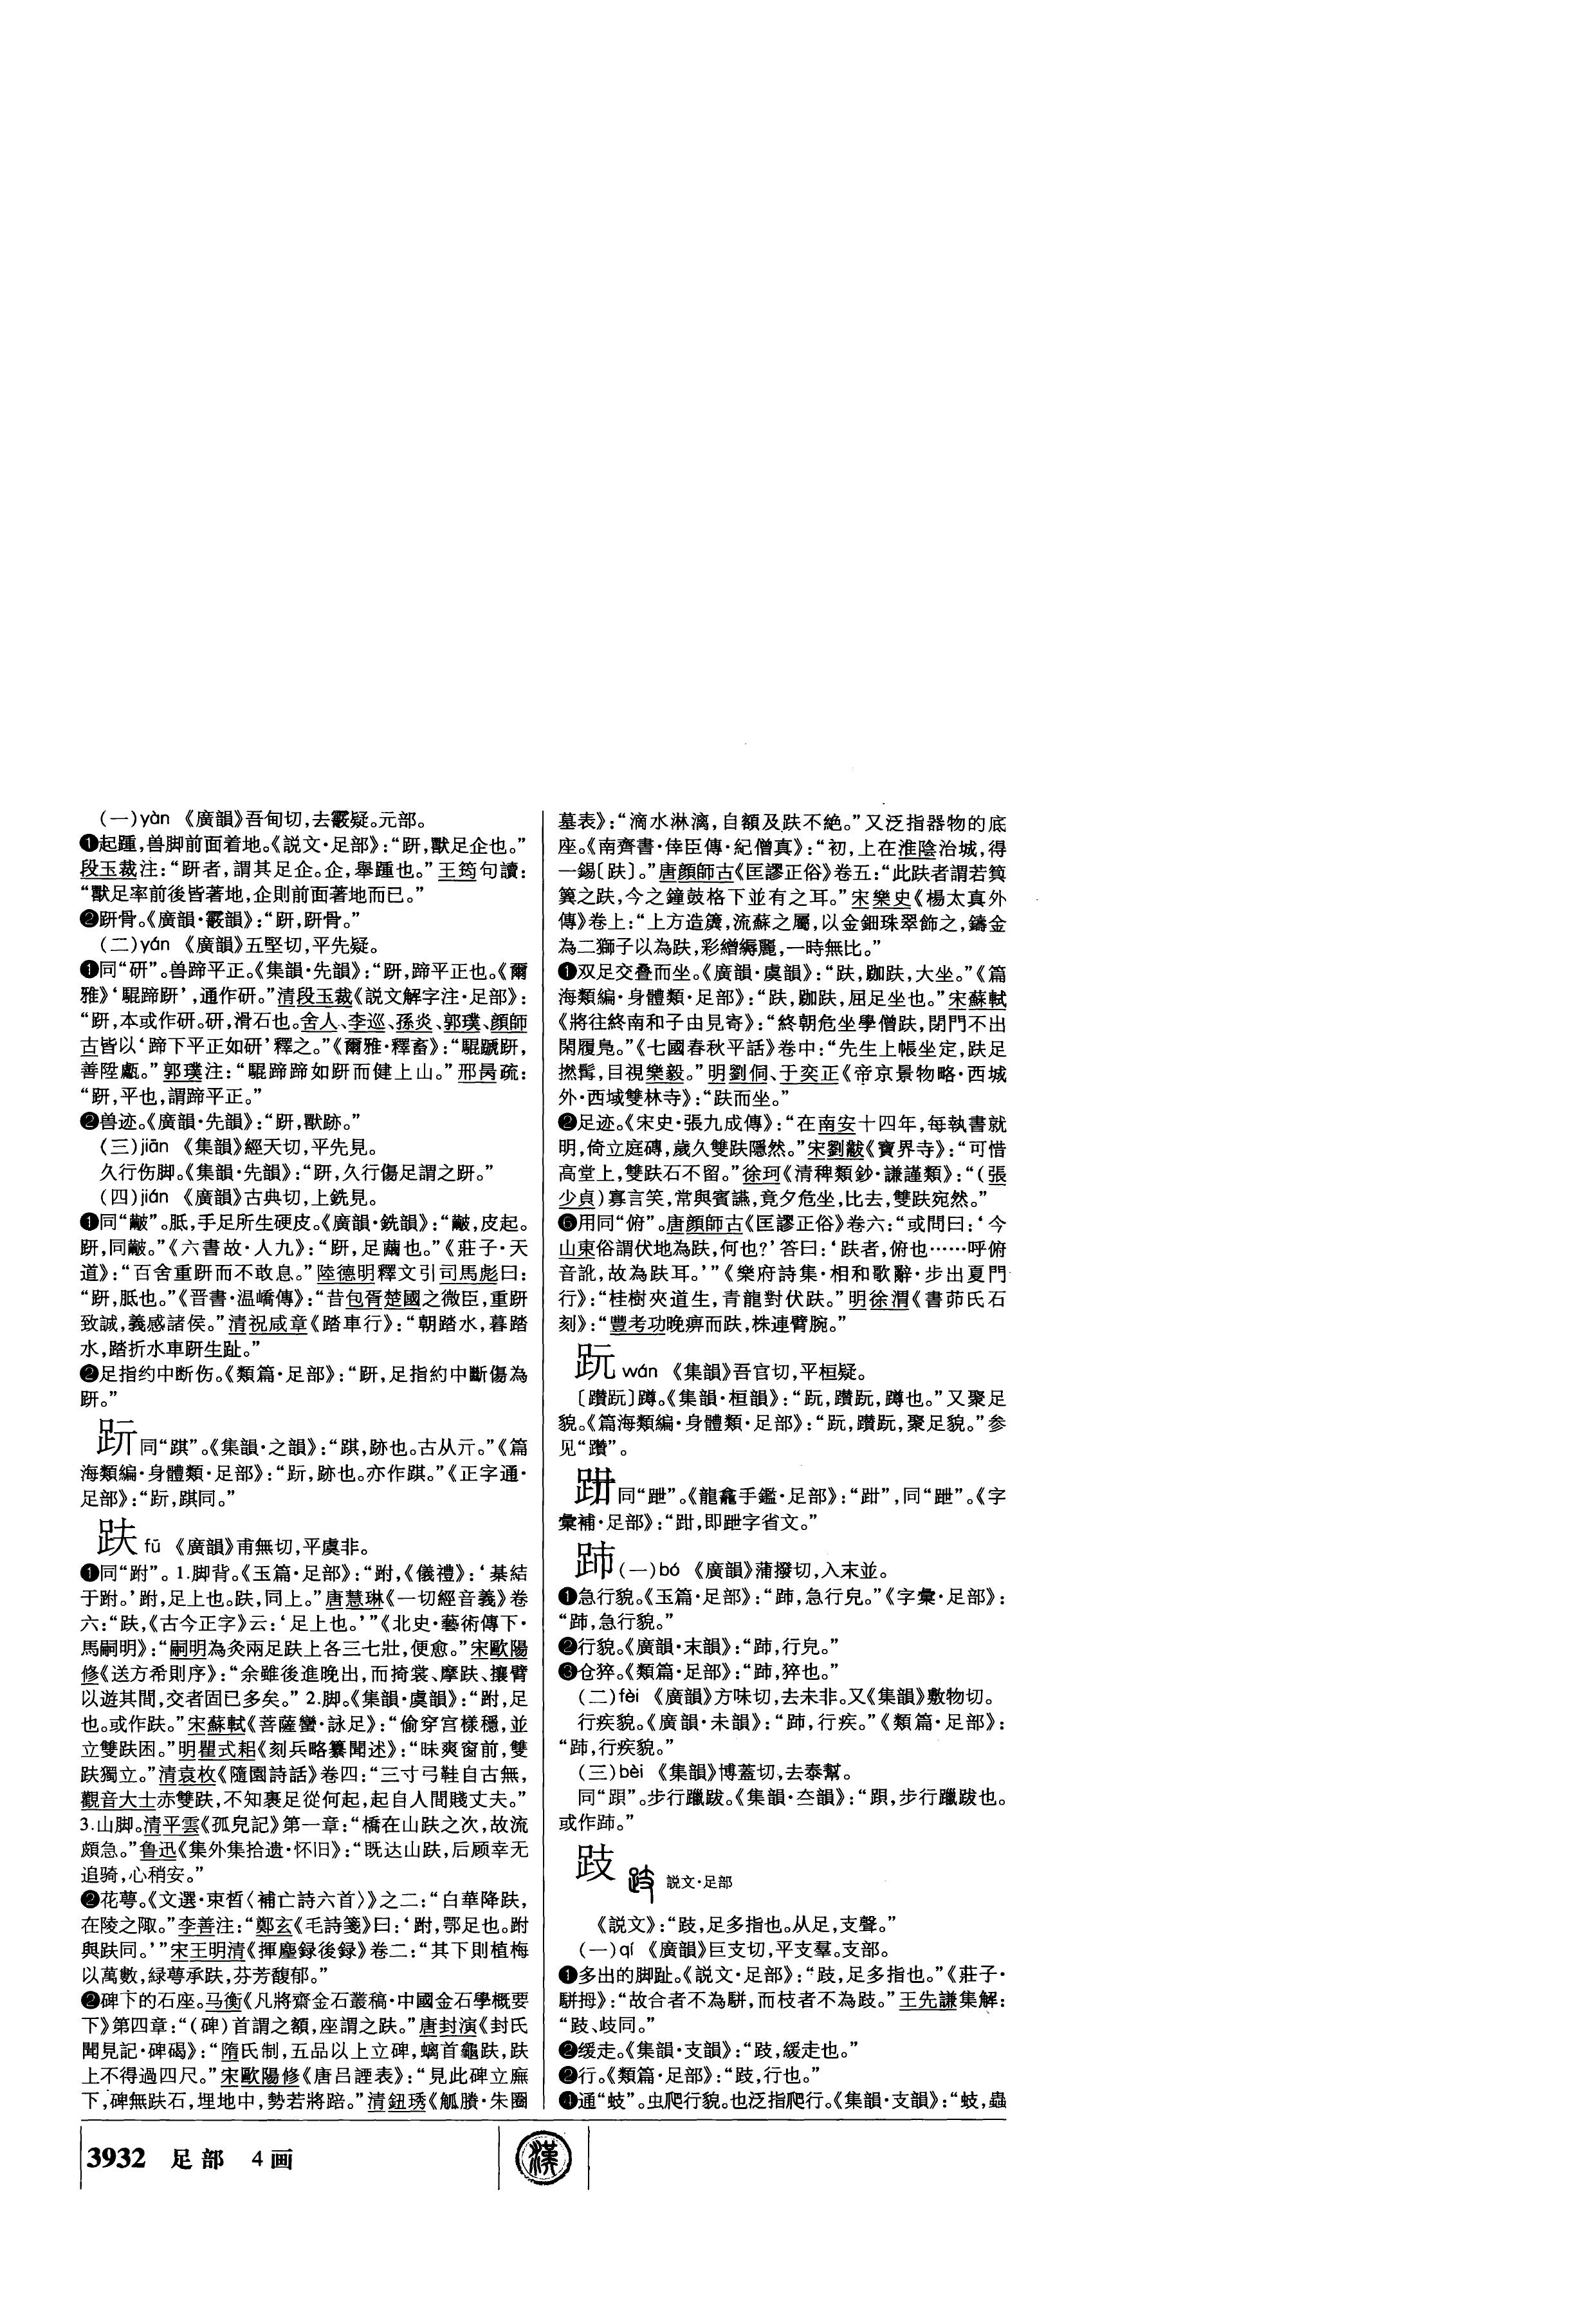 (一)yàn 《廣韻》吾甸切,去霰疑。元部。
❶起踵,兽脚前面着地。《説文·足部》:“趼,獸足企也。”
段玉裁注:“趼者,謂其足企。企,舉踵也。”王筠句讀:
“獸足率前後皆著地,企則前面著地而已。”
❷趼骨。《廣韻·霰韻》:“趼,趼骨。”
(二)yán 《廣韻》五堅切,平先疑。
❶同“研”。兽蹄平正。《集韻·先韻》:“趼,蹄平正也。《爾
雅》‘騉蹄趼’,通作研。”清段玉裁《説文解字注·足部》:
“趼,本或作研。研,滑石也。舍人、李巡、孫炎、郭璞、顔師
古皆以‘蹄下平正如研’釋之。”《爾雅·釋畜》:“騉蹏趼,
善陞甗。”郭璞注:“騉蹄蹄如趼而健上山。”邢昺疏:
“趼,平也,謂蹄平正。”
❷兽迹。《廣韻·先韻》:“趼,獸跡。”
(三)jiān 《集韻》經天切,平先見。
久行伤脚。《集韻·先韻》:“趼,久行傷足謂之趼。”
(四)jián 《廣韻》古典切,上銑見。
❶同“皽”。胝,手足所生硬皮。《廣韻·銑韻》:“皽,皮起。
趼,同皽。”《六書故·人九》:“趼,足繭也。”《莊子·天
道》:“百舍重趼而不敢息。”陸德明釋文引司馬彪曰:
“趼,胝也。”《晋書·温嶠傳》:“昔包胥楚國之微臣,重趼
致誠,義感諸侯。”清祝咸章《踏車行》:“朝踏水,暮踏
水,踏折水車趼生趾。”
❷足指约中断伤。《類篇·足部》:“趼,足指約中斷傷為
趼。”
䟚同“踑”。《集韻·之韻》:“踑,跡也。古从亓。”《篇
海類編·身體類·足部》:“䟚,跡也。亦作踑。”《正字通·
足部》:“䟚,踑同。”
趺 fū 《廣韻》甫無切,平虞非。
❶同“跗”。1.脚背。《玉篇·足部》:“跗,《儀禮》:‘綦結
于跗。’跗,足上也。趺,同上。”唐慧琳《一切經音義》卷
六:“趺,《古今正字》云:‘足上也。’”《北史·藝術傳下·
馬嗣明》:“嗣明為灸兩足趺上各三七壯,便愈。”宋歐陽
修《送方希則序》:“余雖後進晚出,而掎裳、摩趺、攘臂
以遊其間,交者固已多矣。”2.脚。《集韻·虞韻》:“跗,足
也。或作趺。”宋蘇軾《菩薩蠻·詠足》:“偷穿宫樣穩,並
立雙趺困。”明瞿式耜《刻兵略纂聞述》:“昧爽窗前,雙
趺獨立。”清袁枚《隨園詩話》卷四:“三寸弓鞋自古無,
觀音大士赤雙趺,不知裹足從何起,起自人間賤丈夫。”
3.山脚。清平雲《孤兒記》第一章:“橋在山趺之次,故流
頗急。”鲁迅《集外集拾遗·怀旧》:“既达山趺,后顾幸无
追骑,心稍安。”
❷花萼。《文選·束晳〈補亡詩六首〉》之二:“白華降趺,
在陵之陬。”李善注:“鄭玄《毛詩箋》曰:‘跗,鄂足也。跗
與趺同。’”宋王明清《揮麈録後録》卷二:“其下則植梅
以萬數,緑萼承趺,芬芳馥郁。”
❷碑下的石座。马衡《凡將齋金石叢稿·中國金石學概要
下》第四章:“(碑)首謂之額,座謂之趺。”唐封演《封氏
聞見記·碑碣》:“隋氏制,五品以上立碑,螭首龜趺,趺
上不得過四尺。”宋歐陽修《唐吕諲表》:“見此碑立廡
下,碑無趺石,埋地中,勢若將踣。”清鈕琇《觚賸·朱圈
墓表》:“滴水淋漓,自額及趺不絶。”又泛指器物的底
座。《南齊書·倖臣傳·紀僧真》:“初,上在淮陰治城,得
一錫〔趺〕。”唐顔師古《匡謬正俗》卷五:“此趺者謂若筼
簨之趺,今之鐘鼓格下並有之耳。”宋樂史《楊太真外
傳》卷上:“上方造簴,流蘇之屬,以金鈿珠翠飾之,鑄金
為二獅子以為趺,彩繒縟麗,一時無比。”
❶双足交叠而坐。《廣韻·虞韻》:“趺,跏趺,大坐。”《篇
海類編·身體類·足部》:“趺,跏趺,屈足坐也。”宋蘇軾
《將往終南和子由見寄》:“終朝危坐學僧趺,閉門不出
閑履凫。”《七國春秋平話》卷中:“先生上帳坐定,趺足
撚髯,目視樂毅。”明劉侗、于奕正《帝京景物略·西城
外·西域雙林寺》:“趺而坐。”
❷足迹。《宋史·張九成傳》:“在南安十四年,每執書就
明,倚立庭磚,歲久雙趺隱然。”宋劉黻《寶界寺》:“可惜
高堂上,雙趺石不留。”徐珂《清稗類鈔·謙謹類》:“(張
少貞)寡言笑,常與賓讌,竟夕危坐,比去,雙趺宛然。”
❻用同“俯”。唐顔師古《匡謬正俗》卷六:“或問曰:‘今
山東俗謂伏地為趺,何也?’答曰:‘趺者,俯也……呼俯
音訛,故為趺耳。’”《樂府詩集·相和歌辭·步出夏門
行》:“桂樹夾道生,青龍對伏趺。”明徐渭《書茆氏石
刻》:“豐考功晚痹而趺,株連臂腕。”
䟼 wán 《集韻》吾官切,平桓疑。
〔躦䟼〕蹲。《集韻·桓韻》:“䟼,躦䟼,蹲也。”又聚足
貌。《篇海類編·身體類·足部》:“䟼,躦䟼,聚足貌。”参
见“躦”。
同“跇”。《龍龕手鑑·足部》:“跘”,同“跇”。《字
彙補·足部》:“跘,即跇字省文。”
䟛(一)bó 《廣韻》蒲撥切,入末並。
❶急行貌。《玉篇·足部》:“䟛,急行皃。”《字彙·足部》:
“䟛,急行貌。”
❷行貌。《廣韻·末韻》:“䟛,行皃。”
❸仓猝。《類篇·足部》:“䟛,猝也。”
(二)fèi 《廣韻》方味切,去未非。又《集韻》敷物切。
行疾貌。《廣韻·未韻》:“䟛,行疾。”《類篇·足部》:
“䟛,行疾貌。”
(三)bèi 《集韻》博蓋切,去泰幫。
同“䟺”。步行躐跋。《集韻·夳韻》:“䟺,步行躐跋也。
或作䟛。”
跂 説文·足部
《説文》:“跂,足多指也。从足,支聲。”
(一)qí 《廣韻》巨支切,平支羣。支部。
❶多出的脚趾。《説文·足部》:“跂,足多指也。”《莊子·
駢拇》:“故合者不為駢,而枝者不為跂。”王先謙集解:
“跂、歧同。”
❷缓走。《集韻·支韻》:“跂,緩走也。”
❷行。《類篇·足部》:“跂,行也。”
❹通“蚑”。虫爬行貌。也泛指爬行。《集韻·支韻》:“蚑,蟲
3932 足部 4画
漢